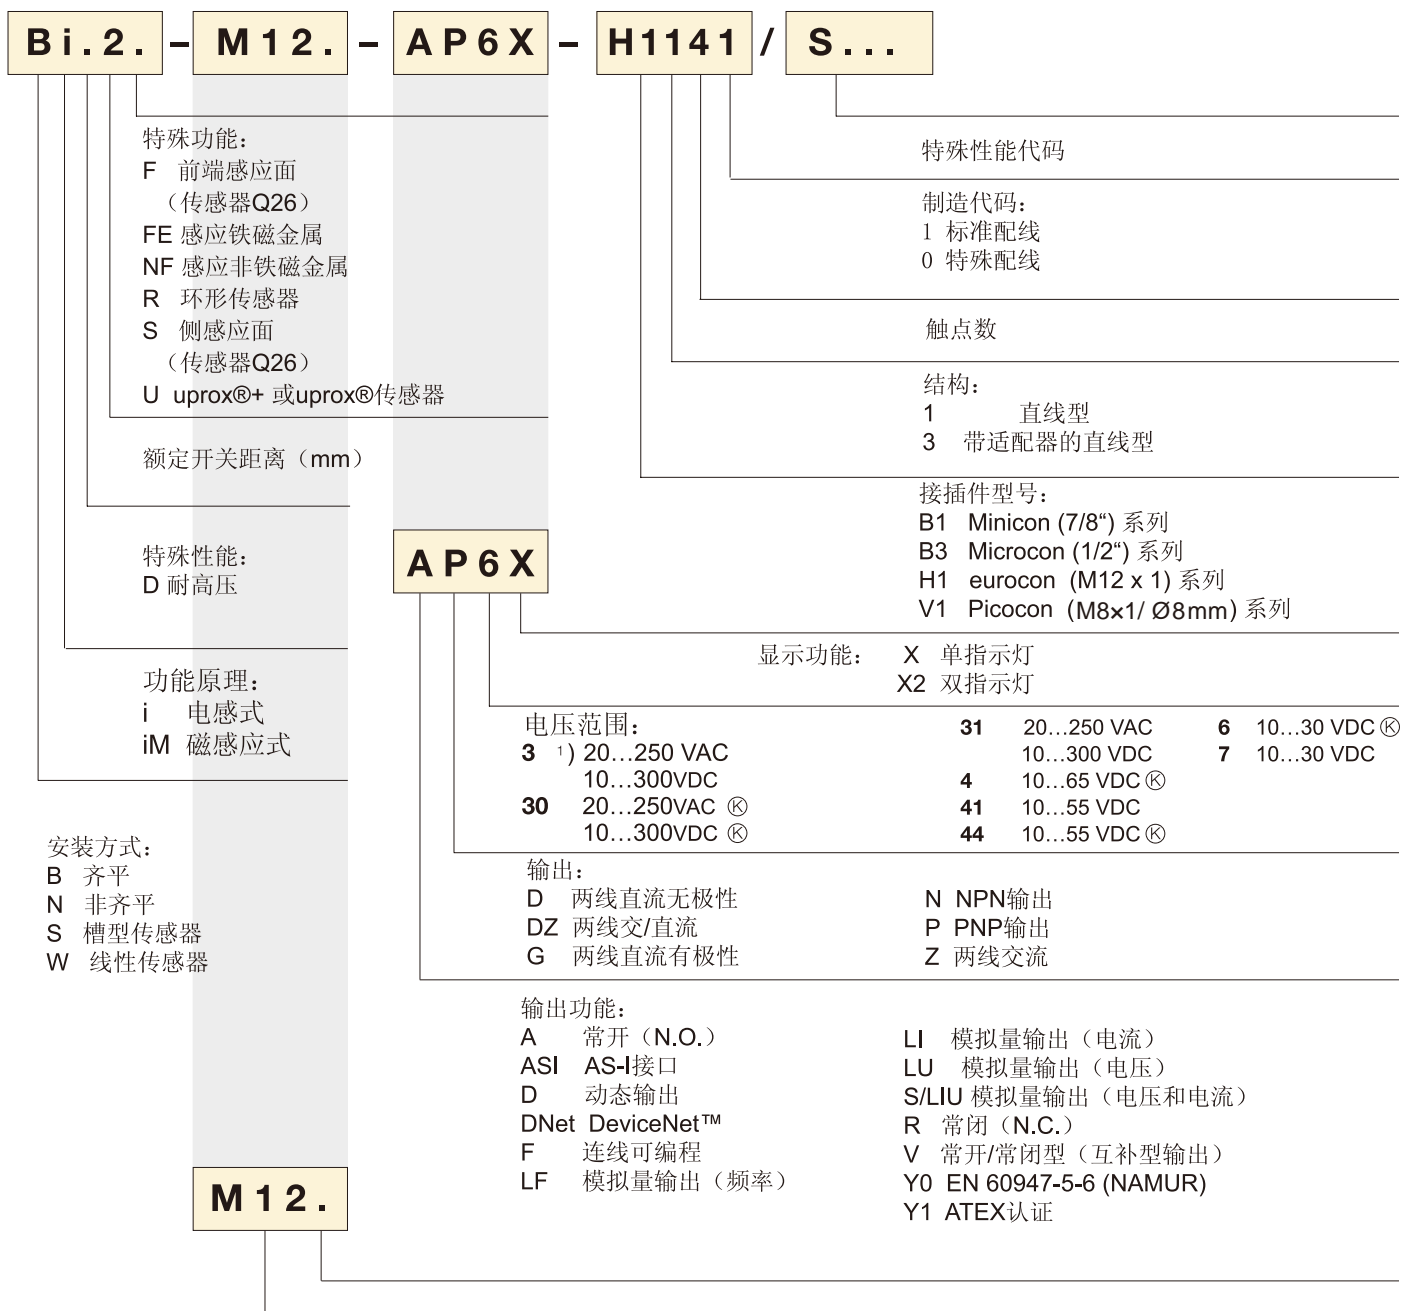 Bi.2. - M12. - AP6X - H1141 / S...
特殊功能：
F 前端感应面
（传感器Q26）
FE 感应铁磁金属
NF 感应非铁磁金属
R 环形传感器
S 侧感应面
（传感器Q26）
U uprox®+ 或uprox®传感器
额定开关距离（mm）
特殊性能：
D 耐高压
功能原理：
i 电感式
iM 磁感应式
安装方式：
B 齐平
N 非齐平
S 槽型传感器
W 线性传感器
特殊性能代码
制造代码：
1 标准配线
0 特殊配线
触点数
结构：
1 直线型
3 带适配器的直线型
接插件型号：
B1 Minicon (7/8“) 系列
B3 Microcon (1/2“) 系列
H1 eurocon (M12 x 1) 系列
V1 Picocon (M8×1/ Ø8mm) 系列
AP6X
显示功能： X 单指示灯
X2 双指示灯
电压范围：
3 ¹) 20...250 VAC
10...300VDC
30 20...250VAC Ⓚ
10...300VDC Ⓚ
31 20...250 VAC
10...300 VDC
4 10...65 VDC Ⓚ
41 10...55 VDC
44 10...55 VDC Ⓚ
6 10...30 VDC Ⓚ
7 10...30 VDC
输出：
D 两线直流无极性
DZ 两线交/直流
G 两线直流有极性
N NPN输出
P PNP输出
Z 两线交流
输出功能：
A 常开（N.O.）
ASI AS-I接口
D 动态输出
DNet DeviceNet™
F 连线可编程
LF 模拟量输出（频率）
LI 模拟量输出（电流）
LU 模拟量输出（电压）
S/LIU 模拟量输出（电压和电流）
R 常闭（N.C.）
V 常开/常闭型（互补型输出）
Y0 EN 60947-5-6 (NAMUR)
Y1 ATEX认证
M12.